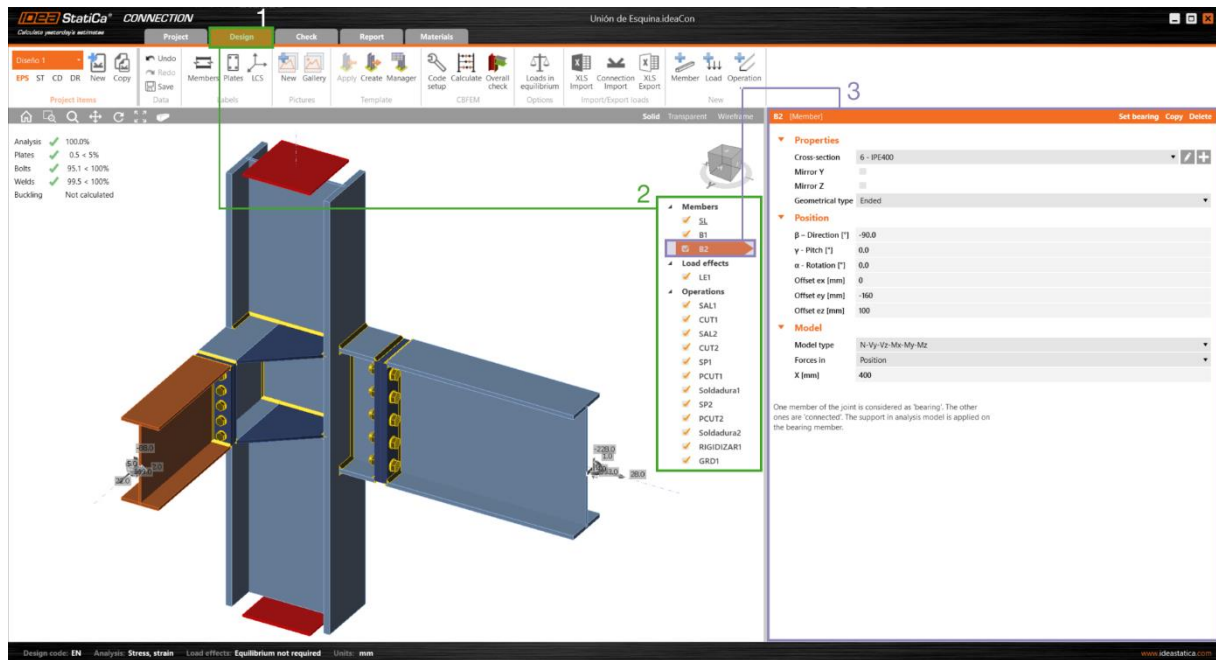 IDEA StatiCa® CONNECTION
Calculate yesterday's estimates
Unión de Esquina.ideaCon
1
Project Design Check Report Materials
Diseño 1
EPS ST CD DR New Copy
Undo
Redo
Save
Members Plates LCS
New Gallery
Apply Create Manager
Code setup Calculate Overall check
Loads in equilibrium
XLS Import Connection Import XLS Export
Member Load Operation
Project Items Data Labels Pictures Template CBFEM Options Import/Export loads New
3
Solid Transparent Wireframe
B2 [Member] Set bearing Copy Delete
Analysis 100.0%
Plates 0.5 < 5%
Bolts 95.1 < 100%
Welds 99.5 < 100%
Buckling Not calculated
2
Members
SL
B1
B2
Load effects
LE1
Operations
SAL1
CUT1
SAL2
CUT2
SP1
PCUT1
Soldadura1
SP2
PCUT2
Soldadura2
RIGIDIZAR1
GRD1
Properties
Cross-section 6 - IPE400
Mirror Y
Mirror Z
Geometrical type Ended
Position
β – Direction [°] -90.0
γ - Pitch [°] 0.0
α - Rotation [°] 0.0
Offset ex [mm] 0
Offset ey [mm] -160
Offset ez [mm] 100
Model
Model type N-Vy-Vz-Mx-My-Mz
Forces in Position
X [mm] 400
One member of the joint is considered as 'bearing'. The other
ones are 'connected'. The support in analysis model is applied on
the bearing member.
-228.0
1.0
28.0
Design code: EN Analysis: Stress, strain Load effects: Equilibrium not required Units: mm
www.ideastatica.com